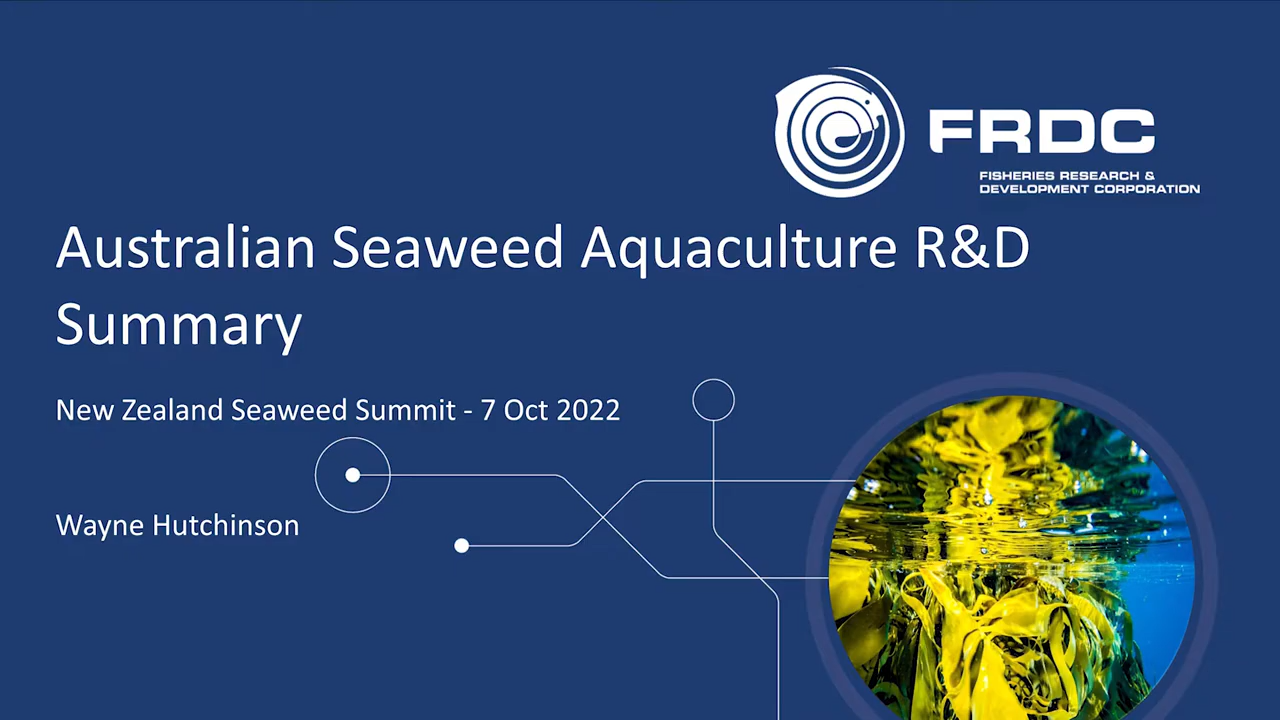 FRDC
FISHERIES RESEARCH &
DEVELOPMENT CORPORATION
Australian Seaweed Aquaculture R&D
Summary
New Zealand Seaweed Summit - 7 Oct 2022
Wayne Hutchinson